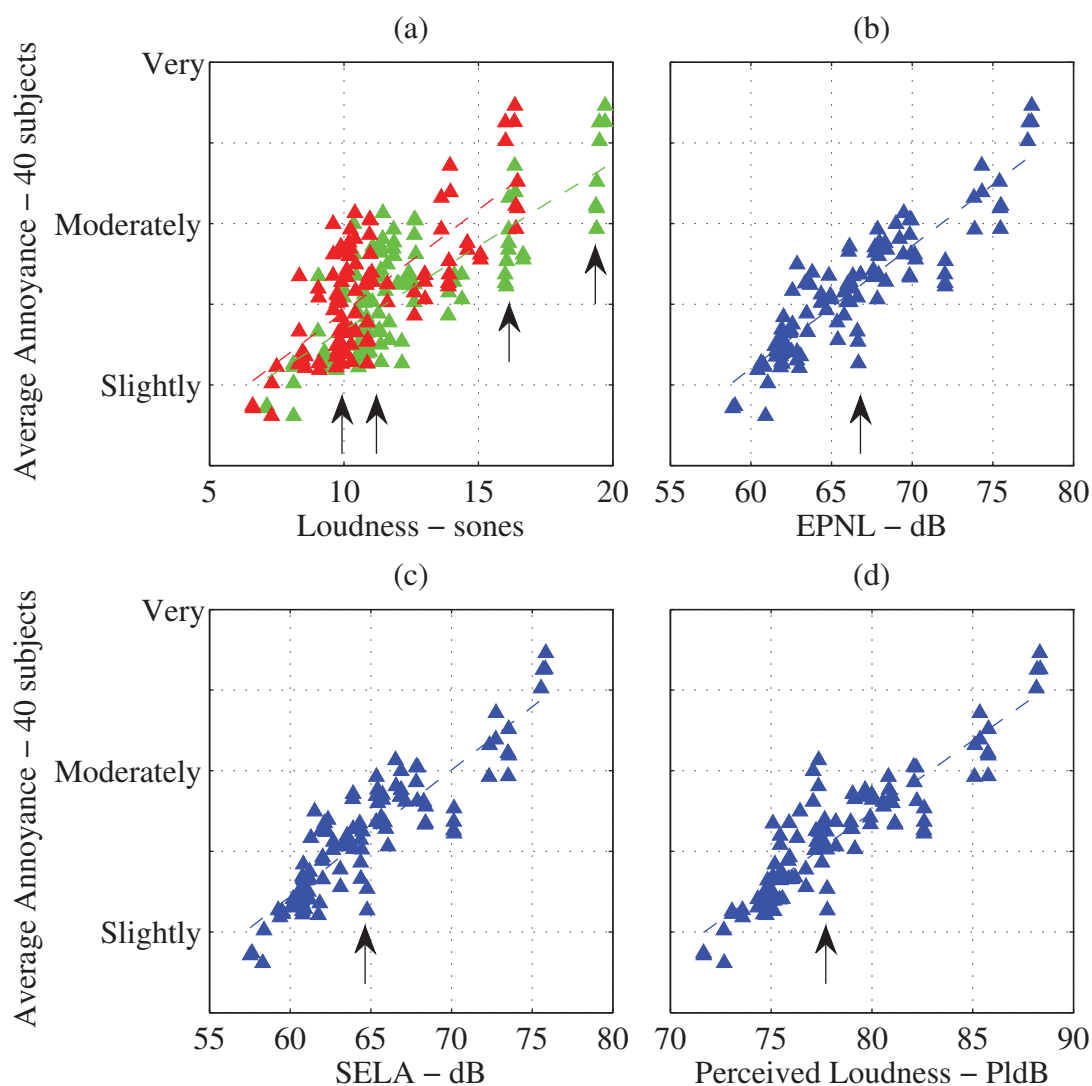 (a)
(b)
Average Annoyance – 40 subjects
Very
Moderately
Slightly
5 10 15 20
55 60 65 70 75 80
Loudness – sones
EPNL – dB
(c)
(d)
Average Annoyance – 40 subjects
Very
Moderately
Slightly
55 60 65 70 75 80
70 75 80 85 90
SELA – dB
Perceived Loudness – PldB